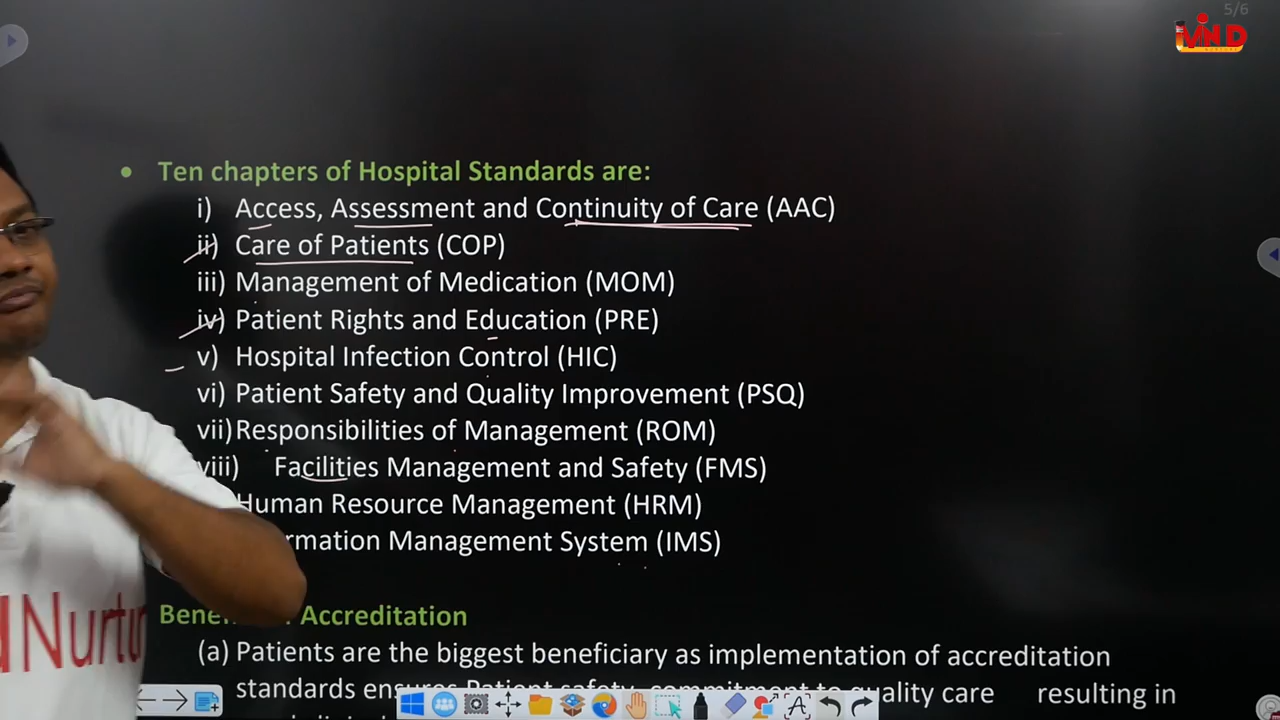 5/6
MIND
• Ten chapters of Hospital Standards are:
i) Access, Assessment and Continuity of Care (AAC)
ii) Care of Patients (COP)
iii) Management of Medication (MOM)
iv) Patient Rights and Education (PRE)
v) Hospital Infection Control (HIC)
vi) Patient Safety and Quality Improvement (PSQ)
vii) Responsibilities of Management (ROM)
viii) Facilities Management and Safety (FMS)
Human Resource Management (HRM)
rmation Management System (IMS)
Accreditation
(a) Patients are the biggest beneficiary as implementation of accreditation
standards ensures Patient safety, commitment to quality care resulting in
dNurtur